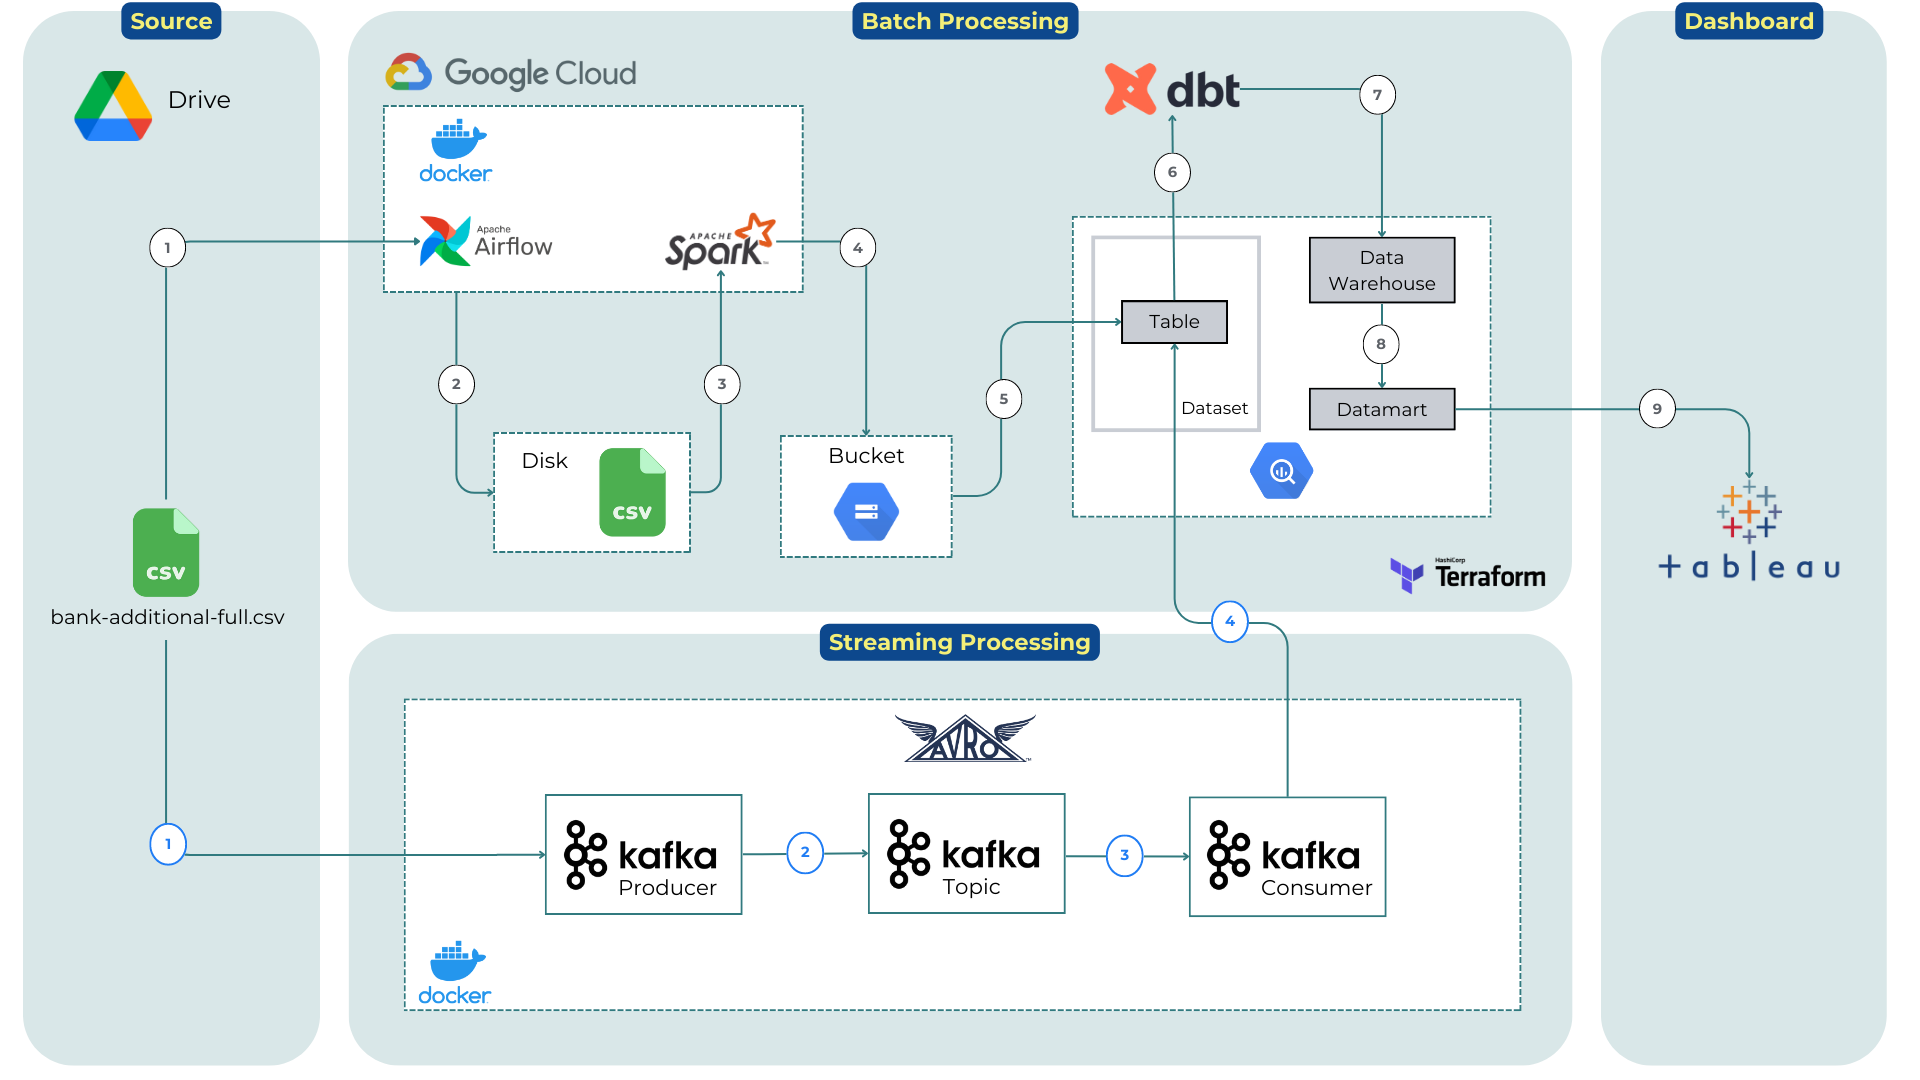 Source
Batch Processing
Dashboard
Drive
Google Cloud
docker
Apache
Airflow
APACHE
Spark
dbt
1
2
3
4
5
6
7
8
9
Disk
CSV
Bucket
Table
Dataset
Data
Warehouse
Datamart
HashiCorp
Terraform
+ableau
CSV
bank-additional-full.csv
Streaming Processing
AVRO
1
2
3
4
kafka
Producer
kafka
Topic
kafka
Consumer
docker